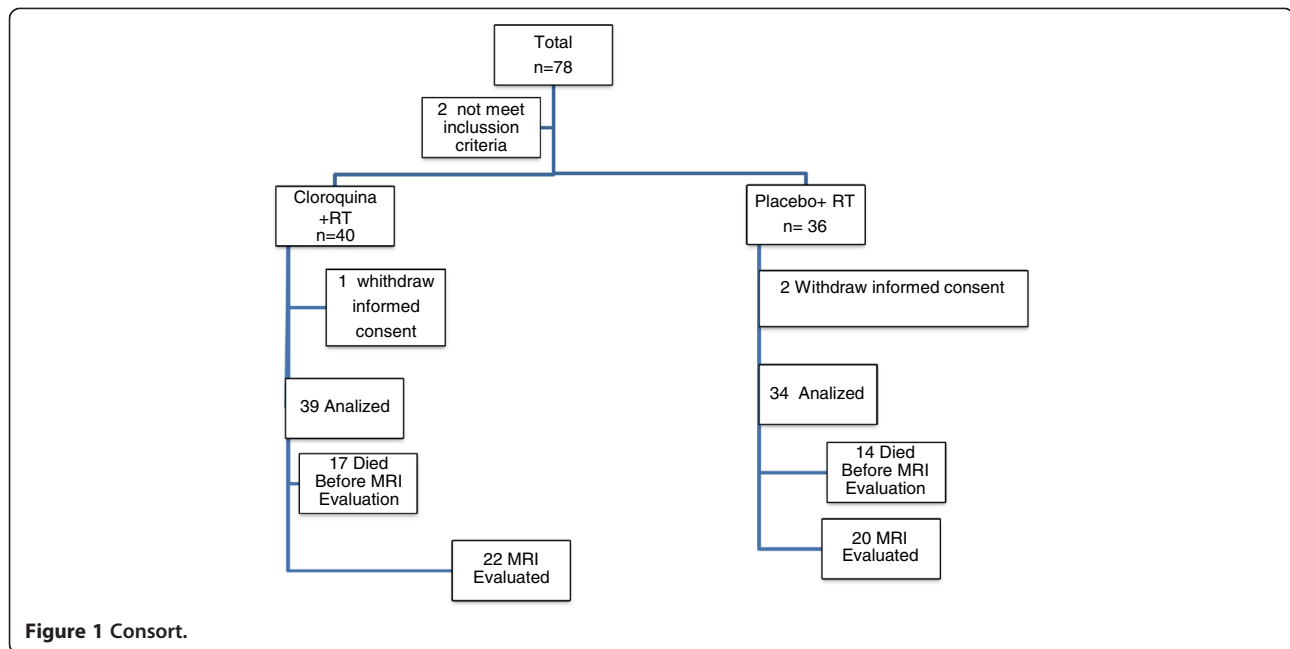 Total
n=78
2 not meet
inclussion
criteria
Cloroquina
+RT
n=40
Placebo+ RT
n= 36
1 whithdraw
informed
consent
2 Withdraw informed consent
39 Analized
34 Analized
17 Died
Before MRI
Evaluation
14 Died
Before MRI
Evaluation
22 MRI
Evaluated
20 MRI
Evaluated
Figure 1 Consort.